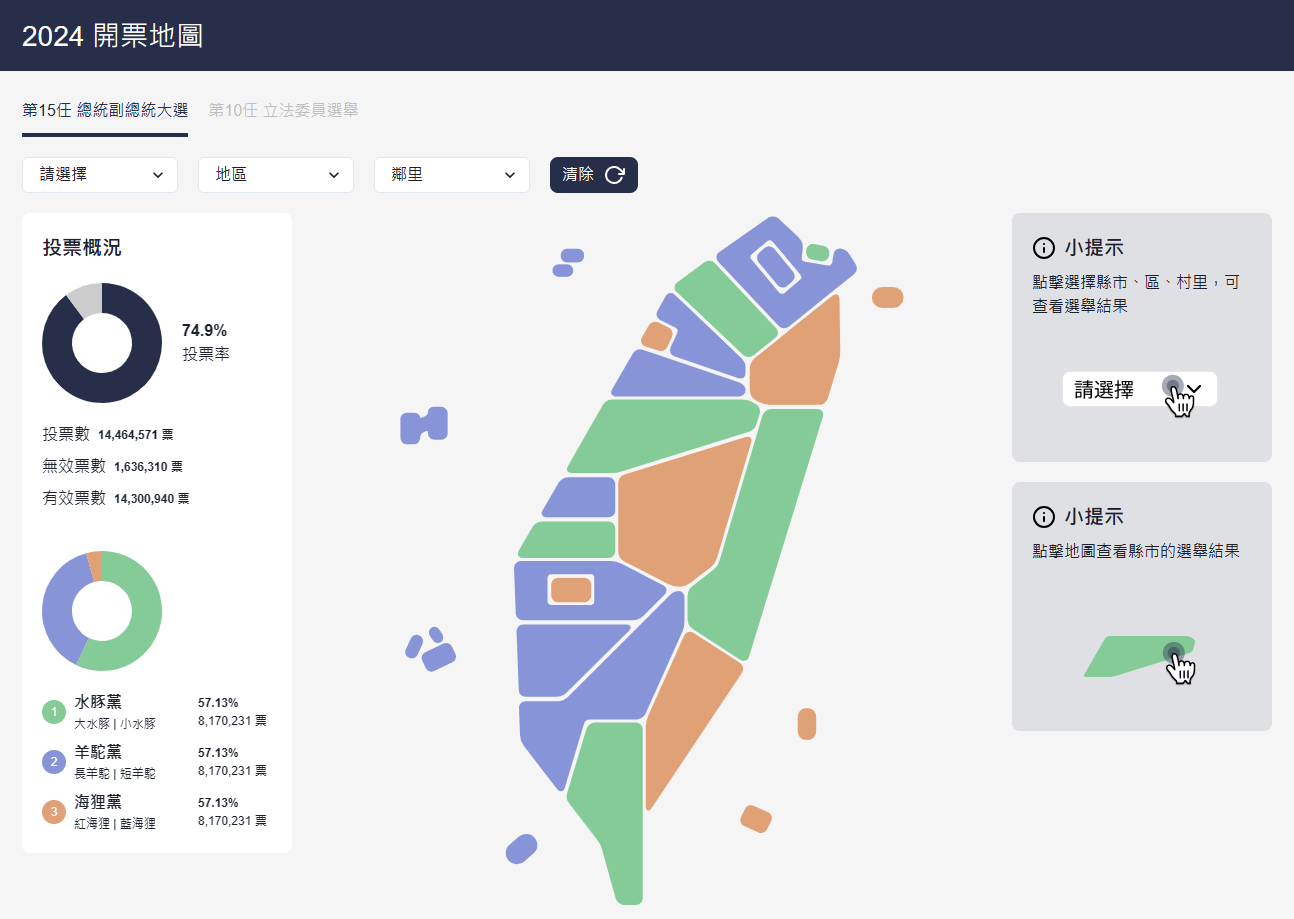 2024 開票地圖
第15任 總統副總統大選
第10任 立法委員選舉
請選擇
地區
鄰里
清除
投票概況
74.9%
投票率
投票數 14,464,571 票
無效票數 1,636,310 票
有效票數 14,300,940 票
1
水豚黨
大水豚 | 小水豚
57.13%
8,170,231 票
2
羊駝黨
長羊駝 | 短羊駝
57.13%
8,170,231 票
3
海狸黨
紅海狸 | 藍海狸
57.13%
8,170,231 票
小提示
點擊選擇縣市、區、村里，可
查看選舉結果
請選擇
小提示
點擊地圖查看縣市的選舉結果